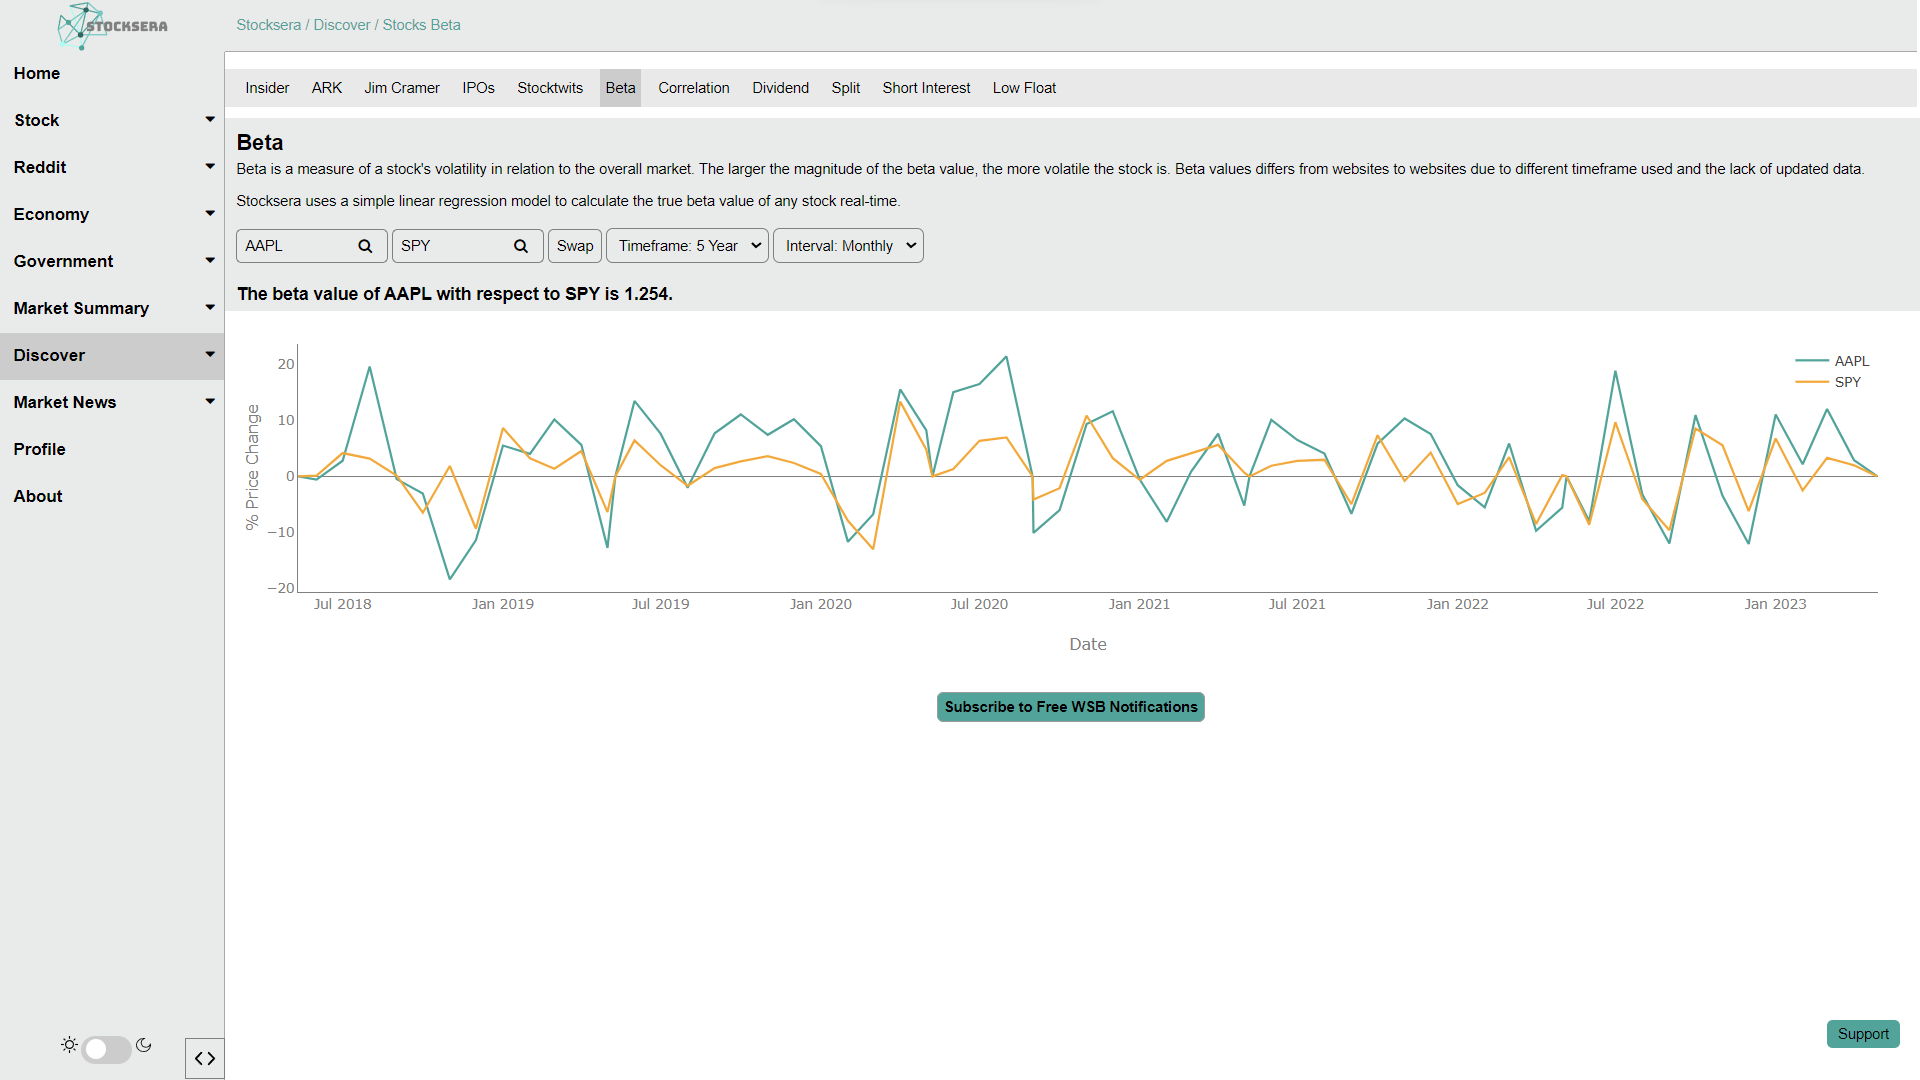 STOCKSERA
Stocksera / Discover / Stocks Beta
Home
Stock
Reddit
Economy
Government
Market Summary
Discover
Market News
Profile
About
Insider ARK Jim Cramer IPOs Stocktwits Beta Correlation Dividend Split Short Interest Low Float
Beta
Beta is a measure of a stock's volatility in relation to the overall market. The larger the magnitude of the beta value, the more volatile the stock is. Beta values differs from websites to websites due to different timeframe used and the lack of updated data.
Stocksera uses a simple linear regression model to calculate the true beta value of any stock real-time.
AAPL SPY Swap Timeframe: 5 Year Interval: Monthly
The beta value of AAPL with respect to SPY is 1.254.
AAPL
SPY
% Price Change
20
10
0
−10
−20
Jul 2018 Jan 2019 Jul 2019 Jan 2020 Jul 2020 Jan 2021 Jul 2021 Jan 2022 Jul 2022 Jan 2023
Date
Subscribe to Free WSB Notifications
Support